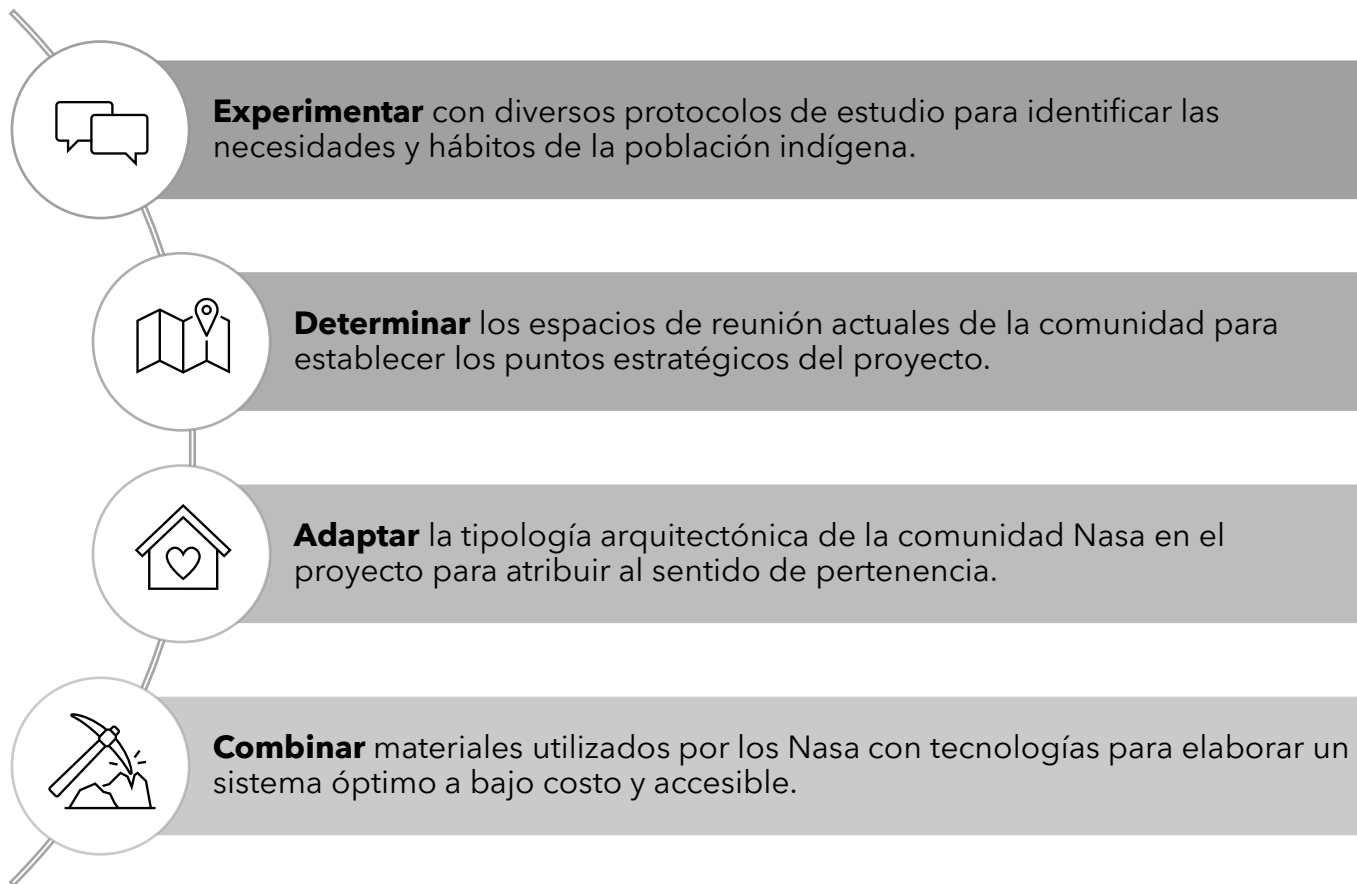 Experimentar con diversos protocolos de estudio para identificar las
necesidades y hábitos de la población indígena.
Determinar los espacios de reunión actuales de la comunidad para
establecer los puntos estratégicos del proyecto.
Adaptar la tipología arquitectónica de la comunidad Nasa en el
proyecto para atribuir al sentido de pertenencia.
Combinar materiales utilizados por los Nasa con tecnologías para elaborar un
sistema óptimo a bajo costo y accesible.